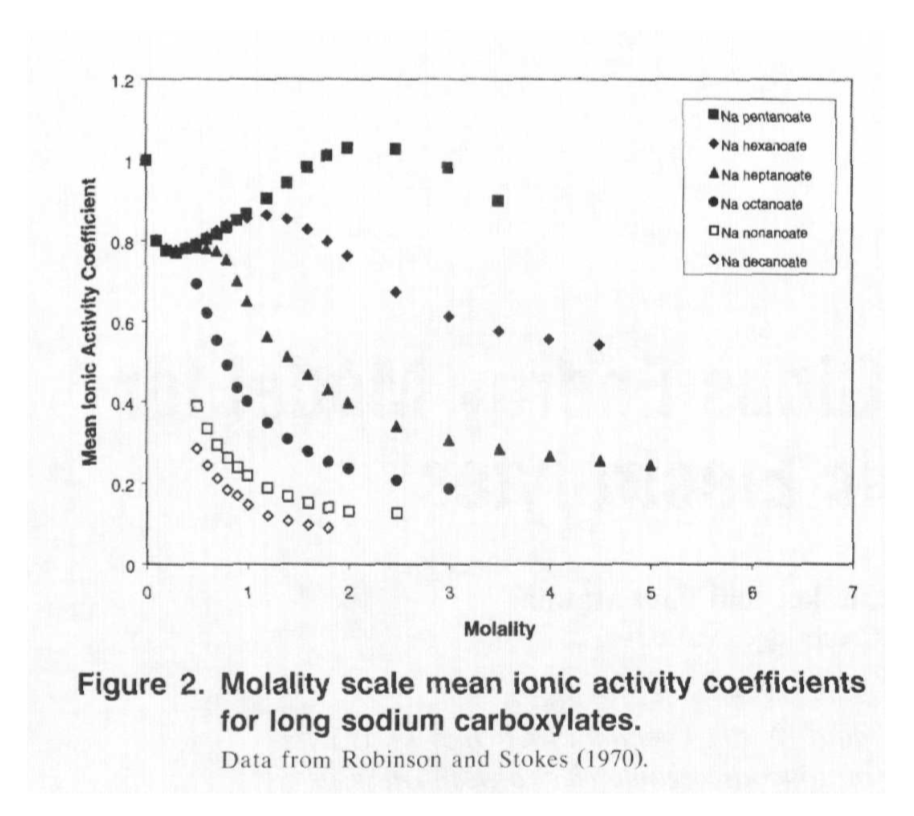 1.2
1
0.8
0.6
0.4
0.2
0
Mean Ionic Activity Coefficient
Na pentanoate
Na hexanoate
Na heptanoate
Na octanoate
Na nonanoate
Na decanoate
0 1 2 3 4 5 6 7
Molality
Figure 2. Molality scale mean ionic activity coefficients
for long sodium carboxylates.
Data from Robinson and Stokes (1970).